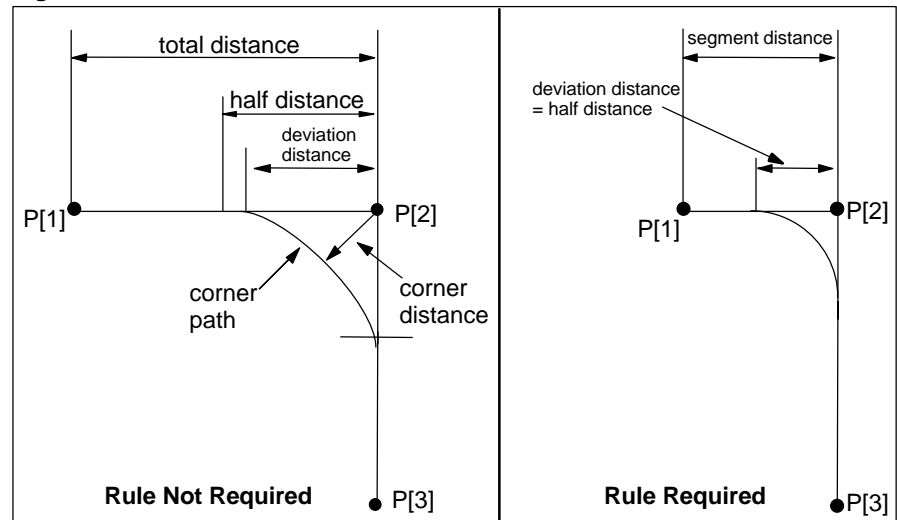 total distance
half distance
deviation
distance
P[1]
P[2]
corner
path
corner
distance
Rule Not Required
P[3]
segment distance
deviation distance
= half distance
P[1]
P[2]
Rule Required
P[3]